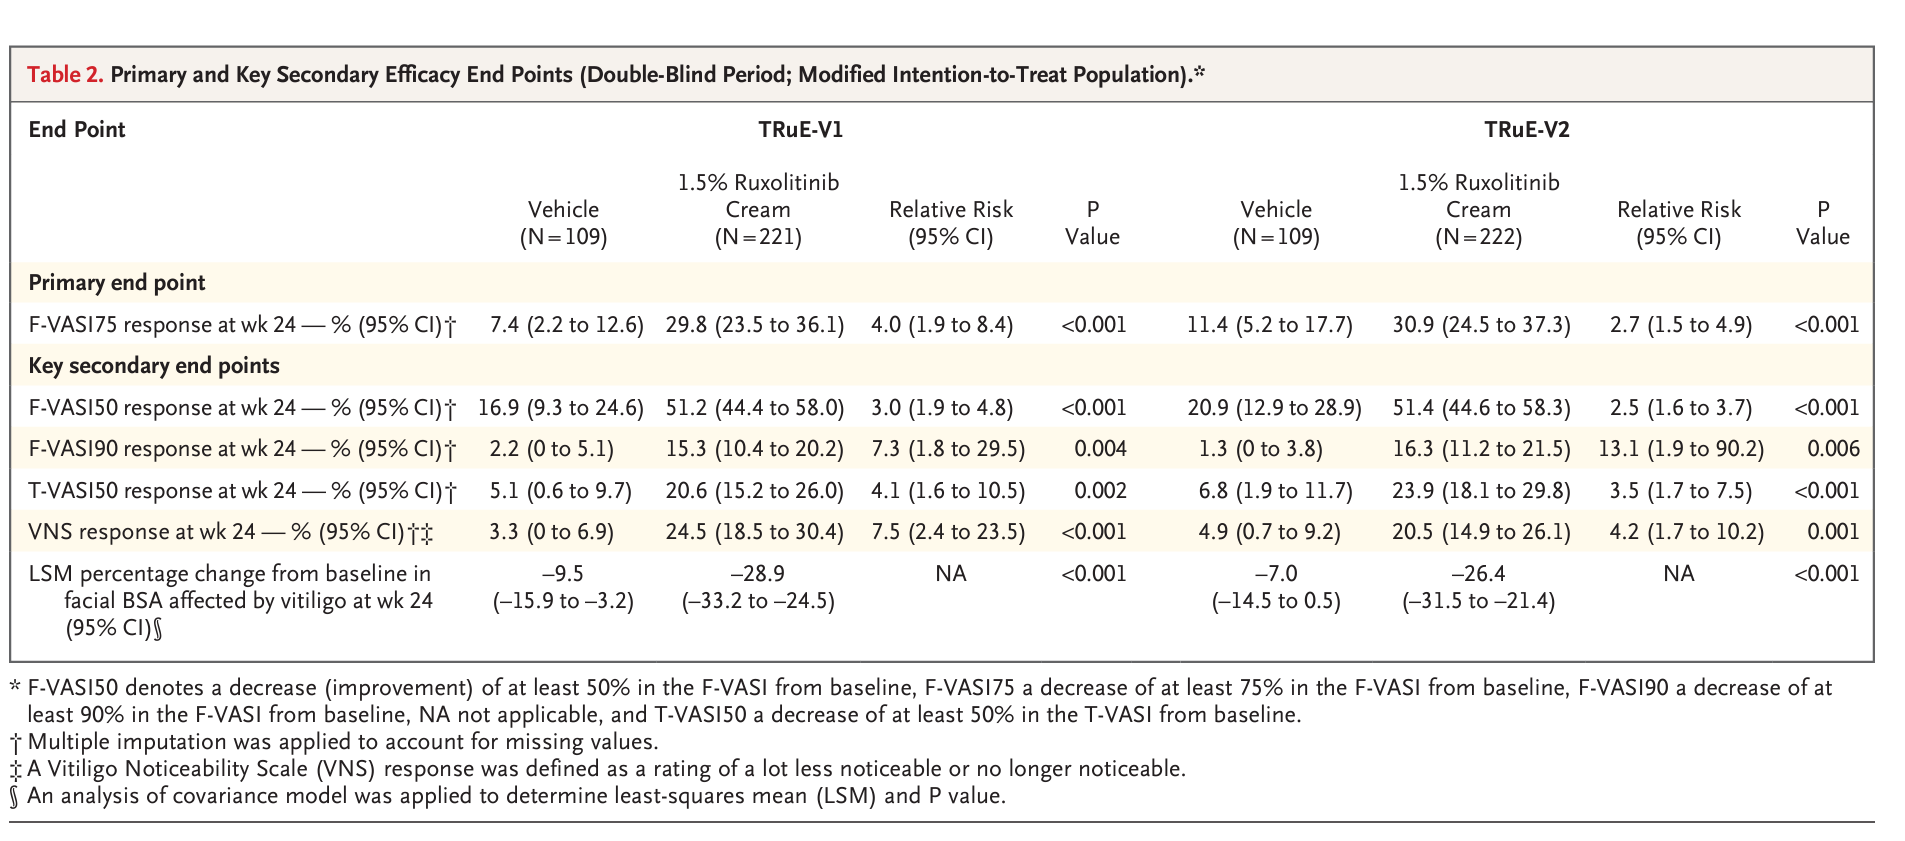 Table 2. Primary and Key Secondary Efficacy End Points (Double-Blind Period; Modified Intention-to-Treat Population).*
End Point TRuE-V1 TRuE-V2
Vehicle (N=109) 1.5% Ruxolitinib Cream (N=221) Relative Risk (95% CI) P Value Vehicle (N=109) 1.5% Ruxolitinib Cream (N=222) Relative Risk (95% CI) P Value
Primary end point
F-VASI75 response at wk 24 — % (95% CI)† 7.4 (2.2 to 12.6) 29.8 (23.5 to 36.1) 4.0 (1.9 to 8.4) <0.001 11.4 (5.2 to 17.7) 30.9 (24.5 to 37.3) 2.7 (1.5 to 4.9) <0.001
Key secondary end points
F-VASI50 response at wk 24 — % (95% CI)† 16.9 (9.3 to 24.6) 51.2 (44.4 to 58.0) 3.0 (1.9 to 4.8) <0.001 20.9 (12.9 to 28.9) 51.4 (44.6 to 58.3) 2.5 (1.6 to 3.7) <0.001
F-VASI90 response at wk 24 — % (95% CI)† 2.2 (0 to 5.1) 15.3 (10.4 to 20.2) 7.3 (1.8 to 29.5) 0.004 1.3 (0 to 3.8) 16.3 (11.2 to 21.5) 13.1 (1.9 to 90.2) 0.006
T-VASI50 response at wk 24 — % (95% CI)† 5.1 (0.6 to 9.7) 20.6 (15.2 to 26.0) 4.1 (1.6 to 10.5) 0.002 6.8 (1.9 to 11.7) 23.9 (18.1 to 29.8) 3.5 (1.7 to 7.5) <0.001
VNS response at wk 24 — % (95% CI)†‡ 3.3 (0 to 6.9) 24.5 (18.5 to 30.4) 7.5 (2.4 to 23.5) <0.001 4.9 (0.7 to 9.2) 20.5 (14.9 to 26.1) 4.2 (1.7 to 10.2) 0.001
LSM percentage change from baseline in –9.5 –28.9 NA <0.001 –7.0 –26.4 NA <0.001
facial BSA affected by vitiligo at wk 24 (–15.9 to –3.2) (–33.2 to –24.5) (–14.5 to 0.5) (–31.5 to –21.4)
(95% CI)§
* F-VASI50 denotes a decrease (improvement) of at least 50% in the F-VASI from baseline, F-VASI75 a decrease of at least 75% in the F-VASI from baseline, F-VASI90 a decrease of at
least 90% in the F-VASI from baseline, NA not applicable, and T-VASI50 a decrease of at least 50% in the T-VASI from baseline.
† Multiple imputation was applied to account for missing values.
‡ A Vitiligo Noticeability Scale (VNS) response was defined as a rating of a lot less noticeable or no longer noticeable.
§ An analysis of covariance model was applied to determine least-squares mean (LSM) and P value.